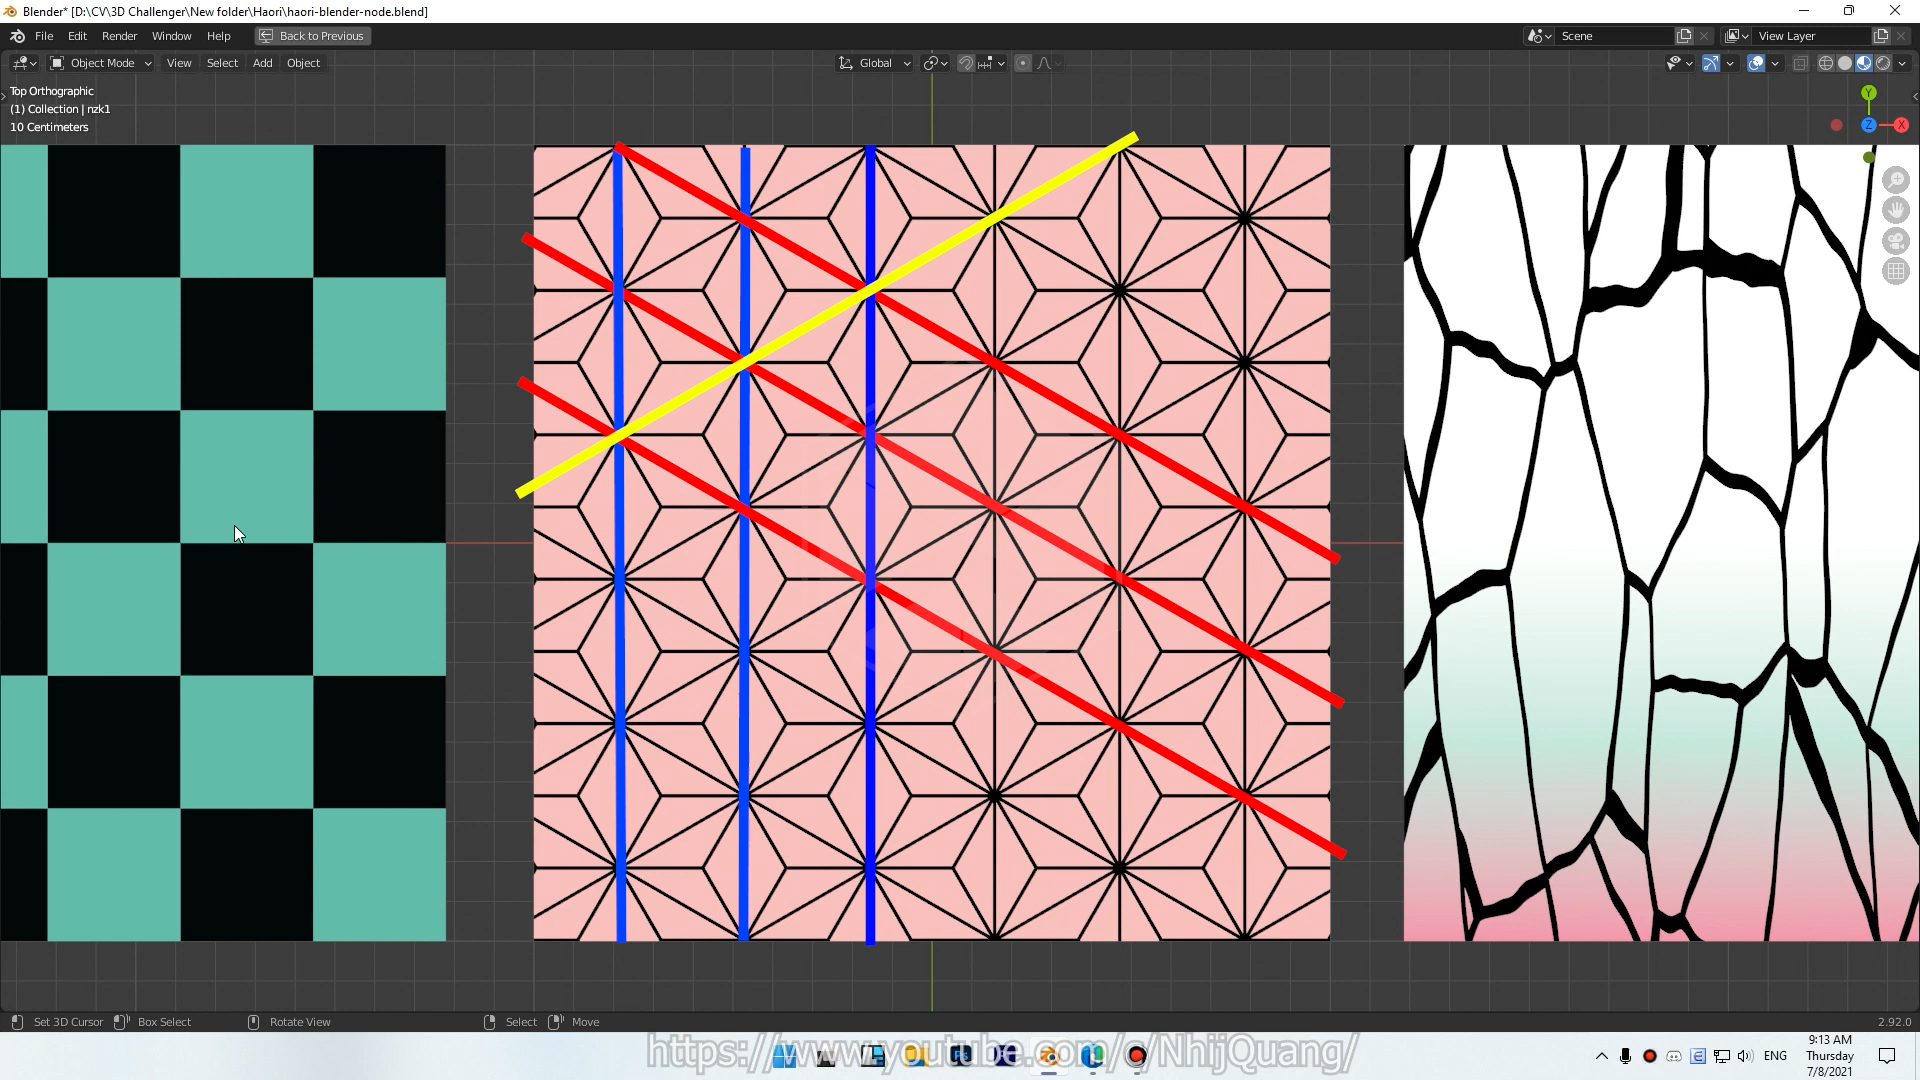 Blender* [D:\CV\3D Challenger\New folder\Haori\haori-blender-node.blend]
File Edit Render Window Help Back to Previous Scene View Layer
Object Mode View Select Add Object Global
Top Orthographic
(1) Collection | nzk1
10 Centimeters
Y
Z X
Set 3D Cursor Box Select Rotate View Select Move 2.92.0
https://www.youtube.com/c/NhijQuang/
Ps
ENG
9:13 AM
Thursday
7/8/2021